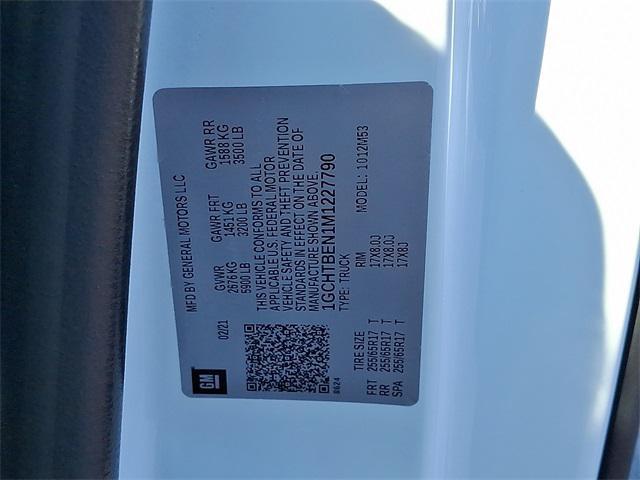 GM
MFD BY GENERAL MOTORS LLC
02/21
GVWR
2676 KG
5900 LB
GAWR FRT
1451 KG
3200 LB
GAWR RR
1588 KG
3500 LB
THIS VEHICLE CONFORMS TO ALL
APPLICABLE U.S. FEDERAL MOTOR
VEHICLE SAFETY AND THEFT PREVENTION
STANDARDS IN EFFECT ON THE DATE OF
MANUFACTURE SHOWN ABOVE.
1GCHTBEN1M1227790
TYPE: TRUCK
MODEL: 1012M53
8624
TIRE SIZE RIM
FRT 255/65R17 T 17X8.0J
RR 255/65R17 T 17X8.0J
SPA 255/65R17 T 17X8J